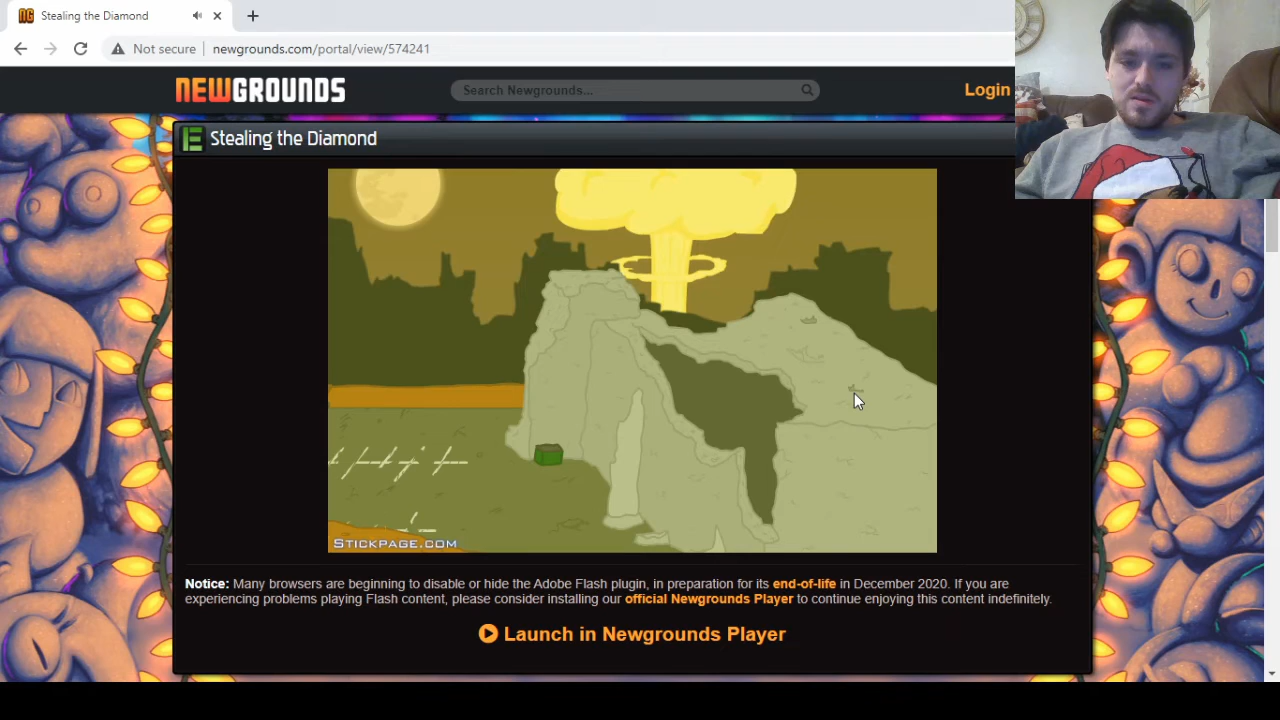 Stealing the Diamond
Not secure
newgrounds.com/portal/view/574241
NEWGROUNDS
Search Newgrounds...
Login
E Stealing the Diamond
STICKPAGE.COM
Notice: Many browsers are beginning to disable or hide the Adobe Flash plugin, in preparation for its end-of-life in December 2020. If you are
experiencing problems playing Flash content, please consider installing our official Newgrounds Player to continue enjoying this content indefinitely.
Launch in Newgrounds Player